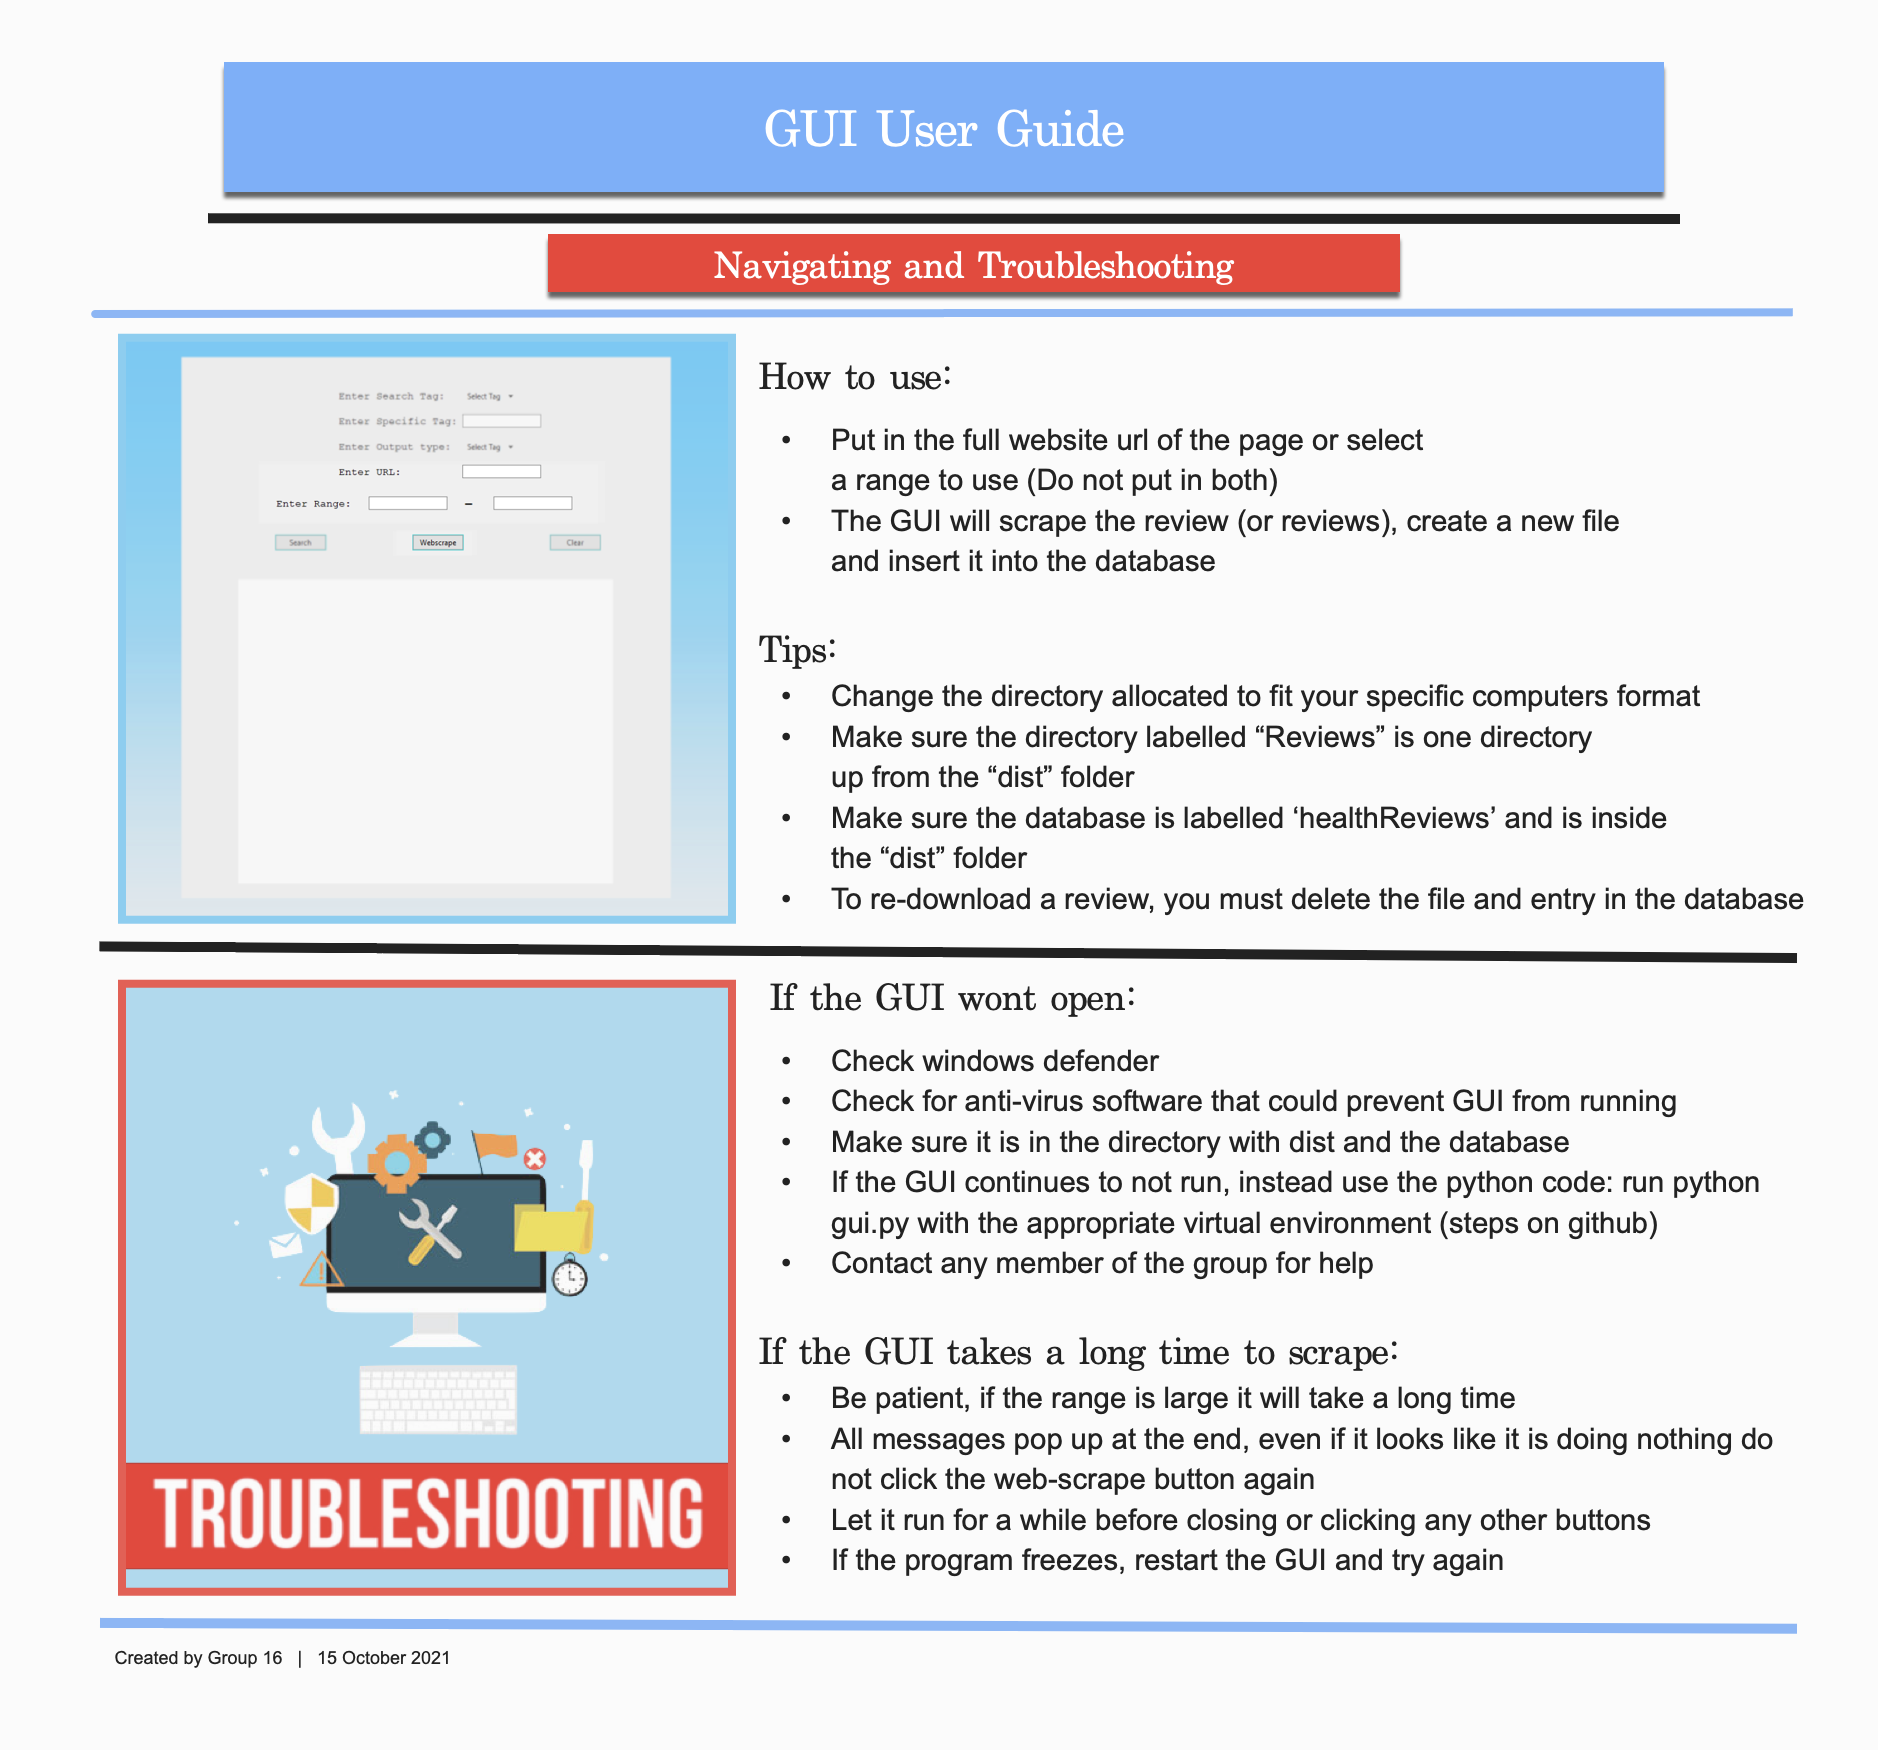 GUI User Guide
Navigating and Troubleshooting
Enter Search Tag: Select Tag
Enter Specific Tag:
Enter Output type: Select Tag
Enter URL:
Enter Range: –
Search Webscrape Clear
How to use:
• Put in the full website url of the page or select
a range to use (Do not put in both)
• The GUI will scrape the review (or reviews), create a new file
and insert it into the database
Tips:
• Change the directory allocated to fit your specific computers format
• Make sure the directory labelled “Reviews” is one directory
up from the “dist” folder
• Make sure the database is labelled ‘healthReviews’ and is inside
the “dist” folder
• To re-download a review, you must delete the file and entry in the database
TROUBLESHOOTING
If the GUI wont open:
• Check windows defender
• Check for anti-virus software that could prevent GUI from running
• Make sure it is in the directory with dist and the database
• If the GUI continues to not run, instead use the python code: run python
gui.py with the appropriate virtual environment (steps on github)
• Contact any member of the group for help
If the GUI takes a long time to scrape:
• Be patient, if the range is large it will take a long time
• All messages pop up at the end, even if it looks like it is doing nothing do
not click the web-scrape button again
• Let it run for a while before closing or clicking any other buttons
• If the program freezes, restart the GUI and try again
Created by Group 16 | 15 October 2021